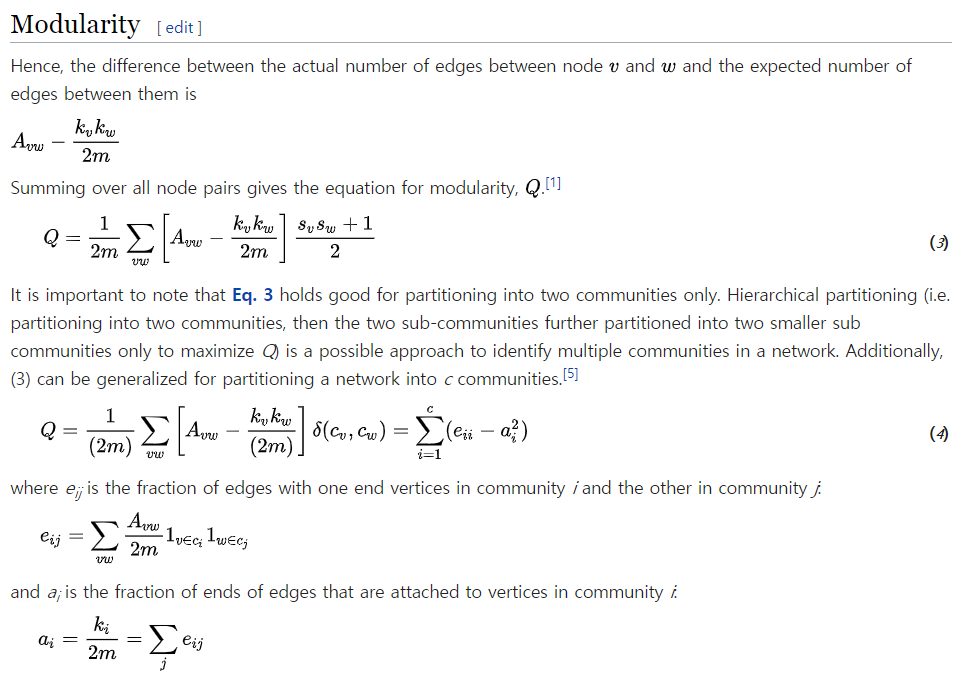 Modularity [ edit ]
Hence, the difference between the actual number of edges between node v and w and the expected number of
edges between them is
A_{vw} − \frac{k_v k_w}{2m}
Summing over all node pairs gives the equation for modularity, Q.[1]
Q = \frac{1}{2m} \sum_{vw} \left[ A_{vw} − \frac{k_v k_w}{2m} \right] \frac{s_v s_w + 1}{2} (3)
It is important to note that Eq. 3 holds good for partitioning into two communities only. Hierarchical partitioning (i.e.
partitioning into two communities, then the two sub-communities further partitioned into two smaller sub
communities only to maximize Q) is a possible approach to identify multiple communities in a network. Additionally,
(3) can be generalized for partitioning a network into c communities.[5]
Q = \frac{1}{(2m)} \sum_{vw} \left[ A_{vw} − \frac{k_v k_w}{(2m)} \right] δ(c_v, c_w) = \sum_{i=1}^{c} (e_{ii} − a_i^2) (4)
where e_{ij} is the fraction of edges with one end vertices in community i and the other in community j:
e_{ij} = \sum_{vw} \frac{A_{vw}}{2m} 1_{v∈c_i} 1_{w∈c_j}
and a_i is the fraction of ends of edges that are attached to vertices in community i:
a_i = \frac{k_i}{2m} = \sum_{j} e_{ij}